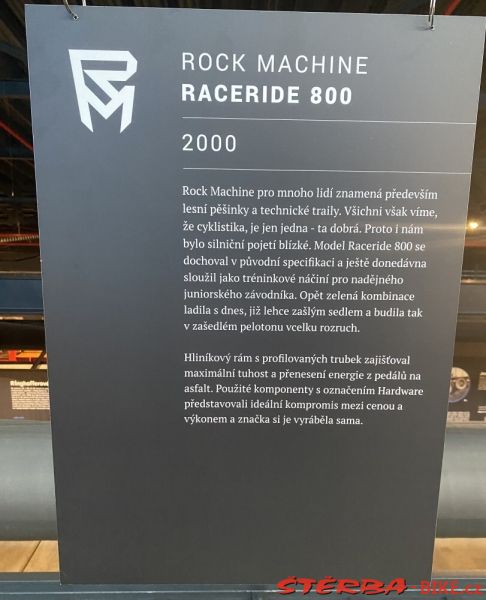 ROCK MACHINE
RACERIDE 800
2000
Rock Machine pro mnoho lidí znamená především
lesní pěšinky a technické traily. Všichni však víme,
že cyklistika, je jen jedna - ta dobrá. Proto i nám
bylo silniční pojetí blízké. Model Raceride 800 se
dochoval v původní specifikaci a ještě donedávna
sloužil jako tréninkové náčiní pro nadějného
juniorského závodníka. Opět zelená kombinace
ladila s dnes, již lehce zašlým sedlem a budila tak
v zašedlém pelotonu vcelku rozruch.
Hliníkový rám s profilovaných trubek zajišťoval
maximální tuhost a přenesení energie z pedálů na
asfalt. Použité komponenty s označením Hardware
představovali ideální kompromis mezi cenou a
výkonem a značka si je vyráběla sama.
STERBA-BIKE.cz